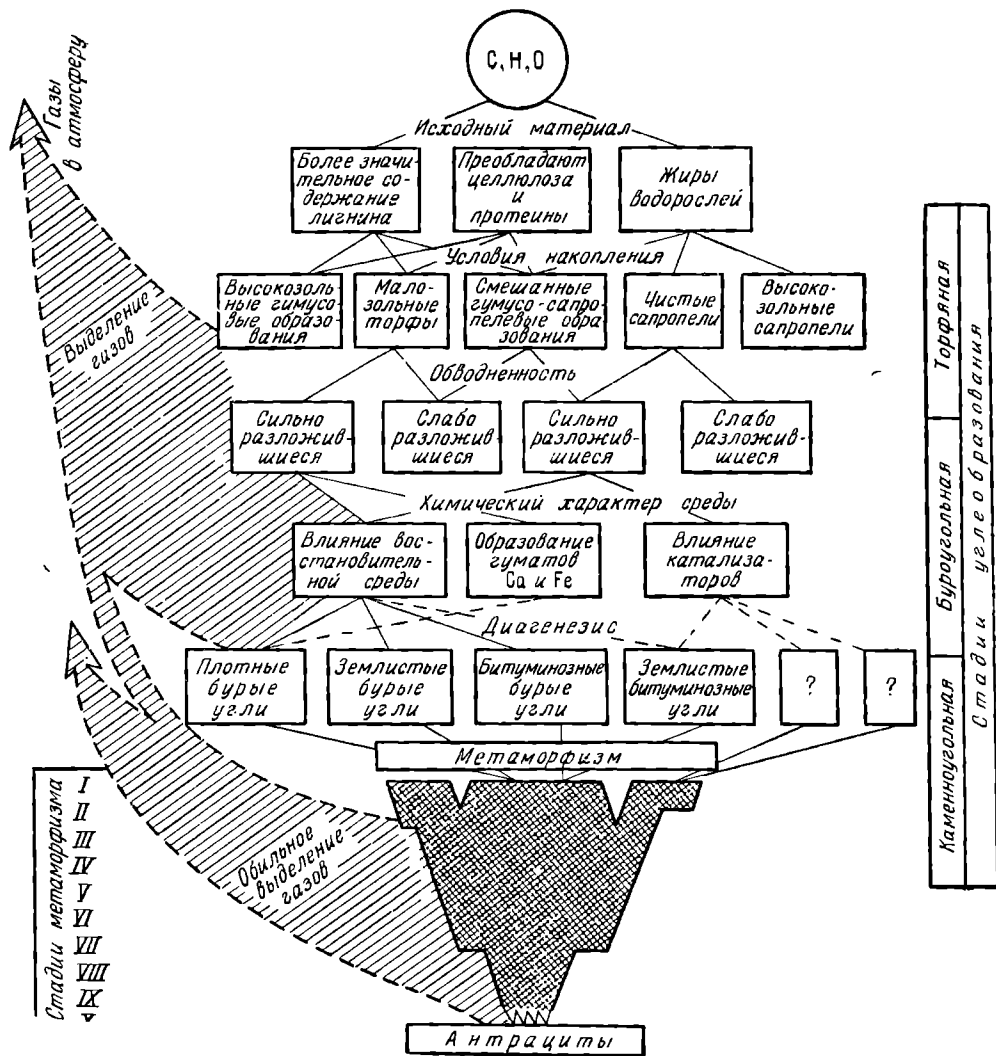 С, Н, О
Газы
в атмосферу
Исходный материал
Более значи-
тельное со-
держание
лигнина
Преобладают
целлюлоза
и
протеины
Жиры
водорослей
Условия накопления
Высокозоль-
ные гимусо-
вые образо-
вания
Мало-
зольные
торфы
Смешанные
гумусо-сапро-
пелевые обра-
зования
Чистые
сапропели
Высоко-
зольные
сапропели
Выделение
газов
Обводненность
Сильно
разложив-
шиеся
Слабо
разложив-
шиеся
Сильно
разложив-
шиеся
Слабо
разложив-
шиеся
Химический характер среды
Влияние вос-
становитель-
ной среды
Образование
гуматов
Са и Fe
Влияние
катализа-
торов
Диагенезис
Плотные
бурые
угли
Землистые
бурые
угли
Битуминозные
бурые
угли
Землистые
битуминозные
угли
?
?
Метаморфизм
Обильное
выделение
газов
Антрациты
Стадии метаморфизма
I
II
III
IV
V
VI
VII
VIII
IX
Торфяная
Буроугольная
Каменноугольная
Стадии углеобразования